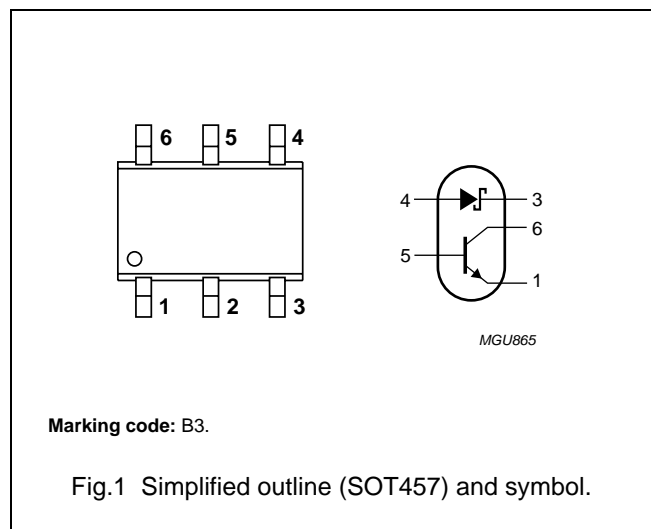 6 5 4
1 2 3
4 3
6
5
1
MGU865
Marking code: B3.
Fig.1 Simplified outline (SOT457) and symbol.